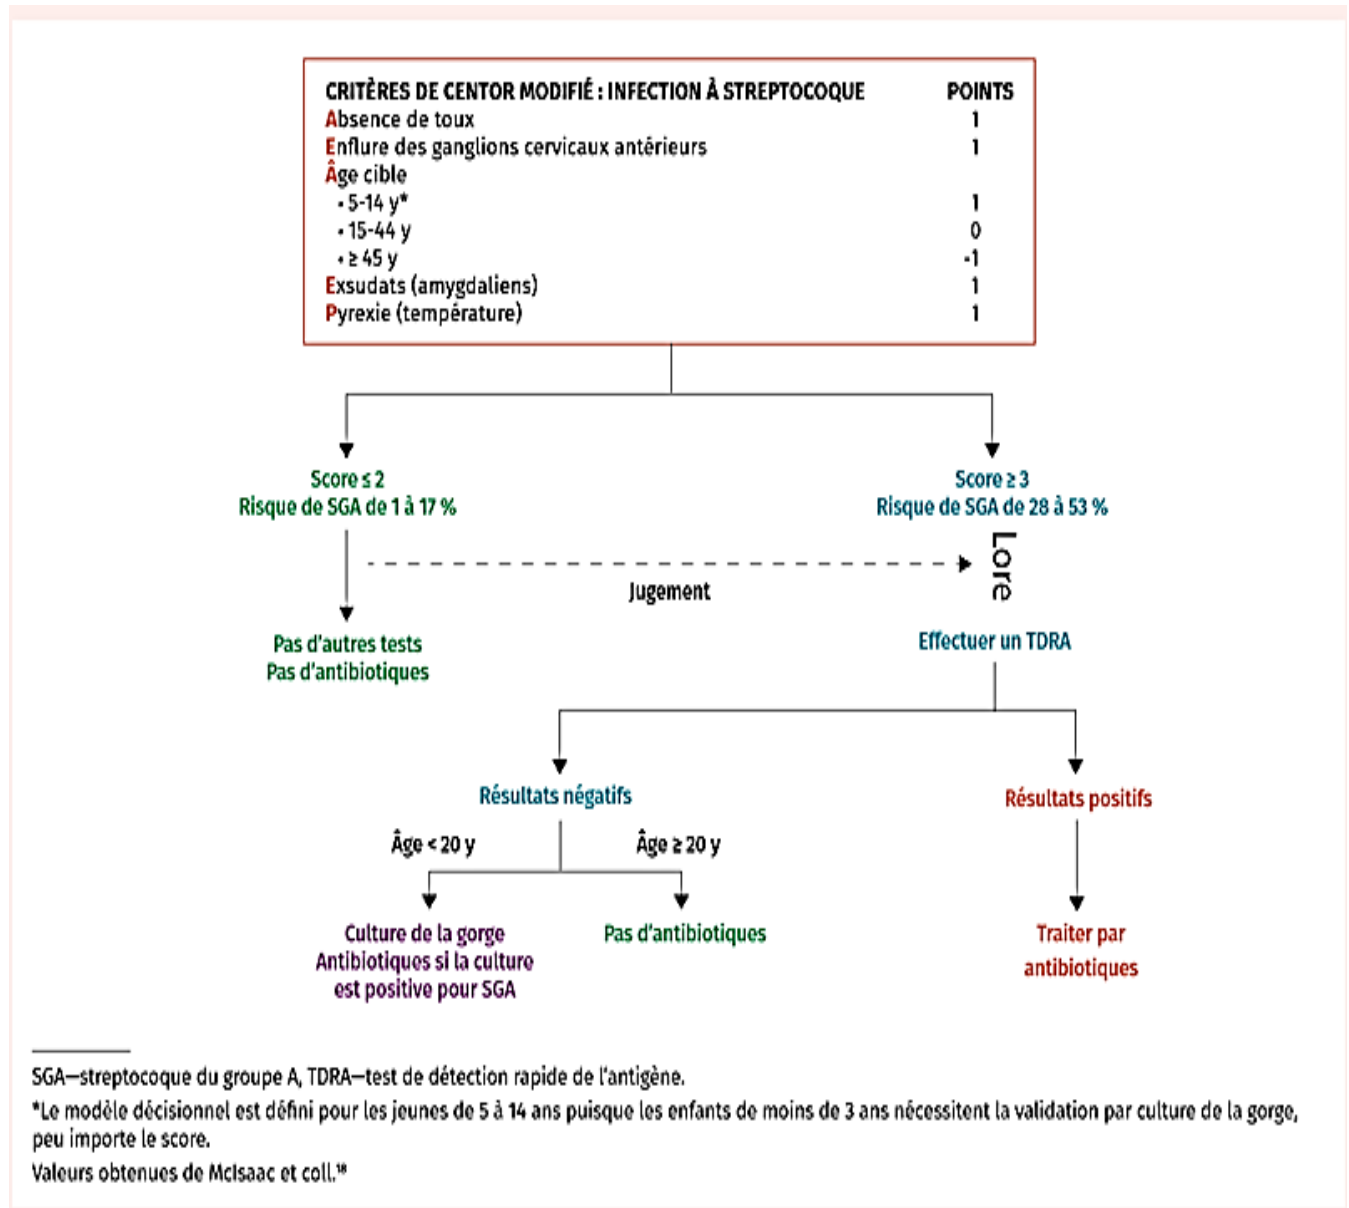 CRITÈRES DE CENTOR MODIFIÉ : INFECTION À STREPTOCOQUE POINTS
Absence de toux 1
Enflure des ganglions cervicaux antérieurs 1
Âge cible
• 5-14 y* 1
• 15-44 y 0
• ≥ 45 y -1
Exsudats (amygdaliens) 1
Pyrexie (température) 1
Score ≤ 2
Risque de SGA de 1 à 17 %
Score ≥ 3
Risque de SGA de 28 à 53 %
Lore
Jugement
Pas d'autres tests
Pas d'antibiotiques
Effectuer un TDRA
Résultats négatifs
Résultats positifs
Âge < 20 y
Âge ≥ 20 y
Culture de la gorge
Antibiotiques si la culture
est positive pour SGA
Pas d'antibiotiques
Traiter par
antibiotiques
SGA—streptocoque du groupe A, TDRA—test de détection rapide de l'antigène.
*Le modèle décisionnel est défini pour les jeunes de 5 à 14 ans puisque les enfants de moins de 3 ans nécessitent la validation par culture de la gorge,
peu importe le score.
Valeurs obtenues de McIsaac et coll.¹⁸